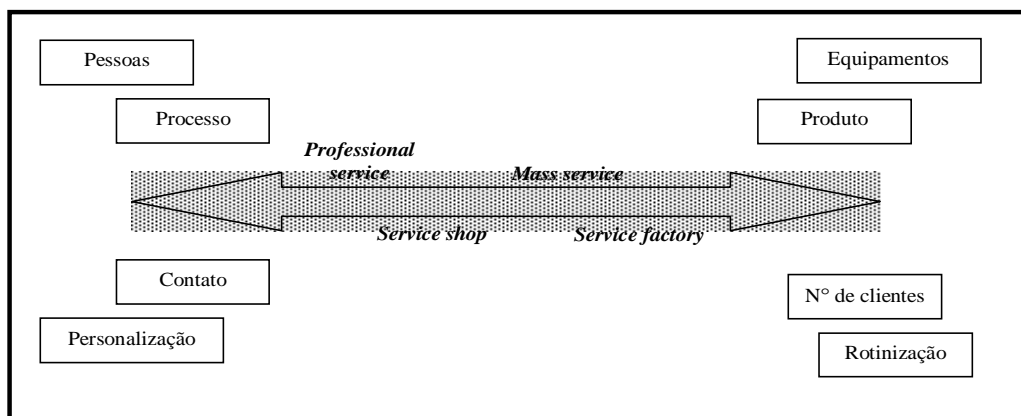 Pessoas
Equipamentos
Processo
Produto
Professional
service
Mass service
Service shop
Service factory
Contato
N° de clientes
Personalização
Rotinização